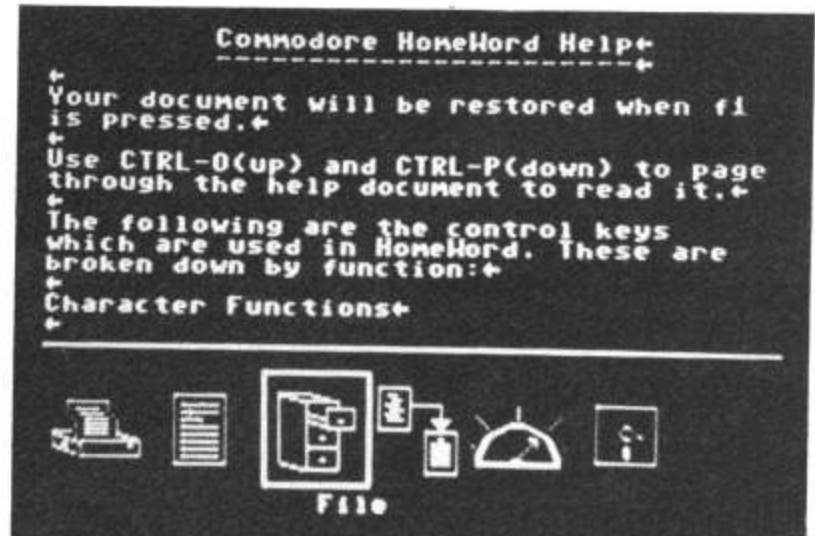 Commodore HomeWord Help←
------------------------←
←
Your document will be restored when f1
is pressed.←
←
Use CTRL-O(up) and CTRL-P(down) to page
through the help document to read it.←
←
The following are the control keys
which are used in HomeWord. These are
broken down by function:←
←
Character Functions←
←
File